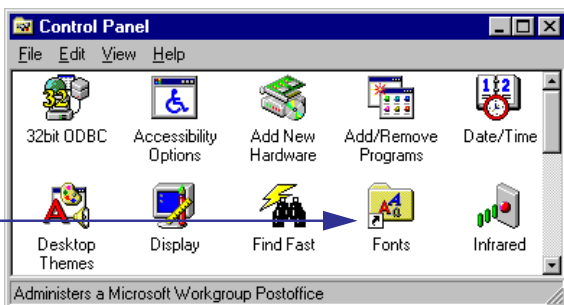 Control Panel
File Edit View Help
32bit ODBC Accessibility Options Add New Hardware Add/Remove Programs Date/Time
Desktop Themes Display Find Fast Fonts Infrared
Administers a Microsoft Workgroup Postoffice